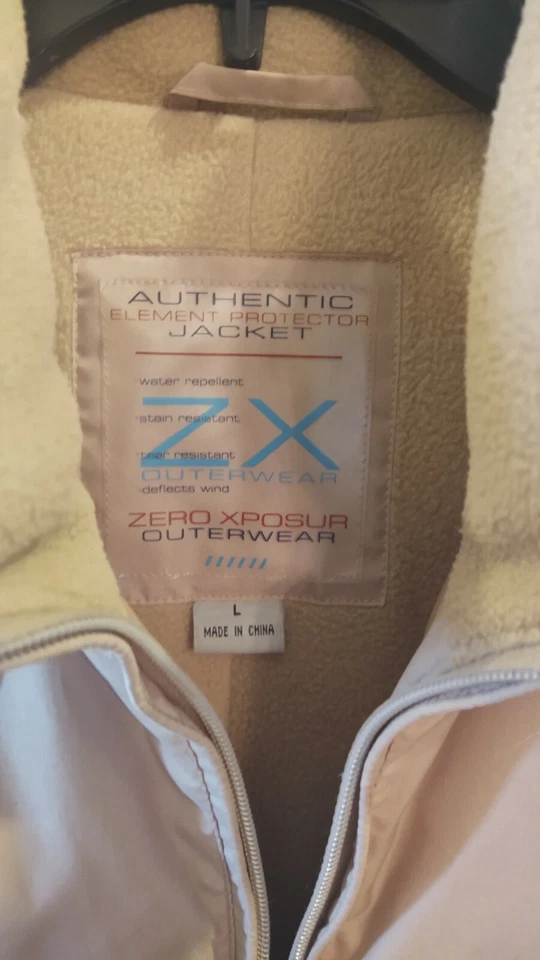 AUTHENTIC
ELEMENT PROTECTOR
JACKET
·water repellent
ZX
·stain resistant
·tear resistant
OUTERWEAR
·deflects wind
ZERO XPOSUR
OUTERWEAR
L
MADE IN CHINA